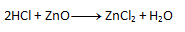 2HCl + ZnO ⟶ ZnCl₂ + H₂O